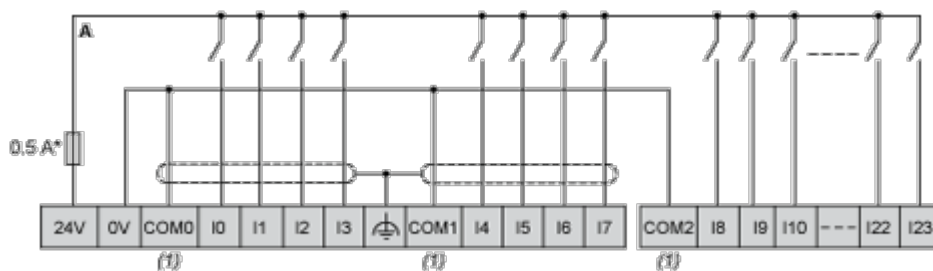 A
0.5 A*
24V 0V COM0 I0 I1 I2 I3 COM1 I4 I5 I6 I7 COM2 I8 I9 I10 --- I22 I23
(1) (1) (1)